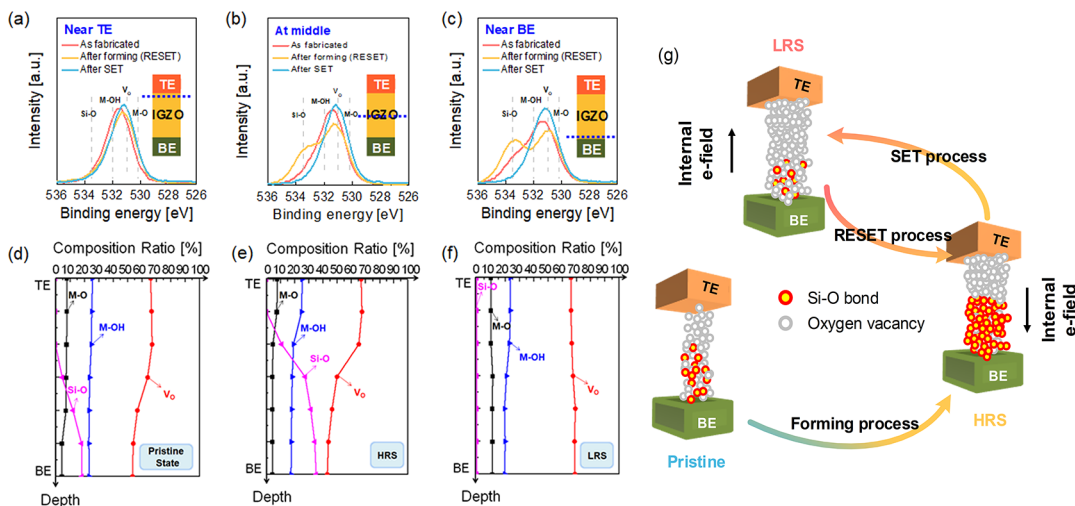 (a)
Near TE
As fabricated
After forming (RESET)
After SET
Si-O
M-OH
Vo
M-O
TE
IGZO
BE
Intensity [a.u.]
536 534 532 530 528 526
Binding energy [eV]
(b)
At middle
As fabricated
After forming (RESET)
After SET
Si-O
M-OH
Vo
M-O
TE
IGZO
BE
Intensity [a.u.]
536 534 532 530 528 526
Binding energy [eV]
(c)
Near BE
As fabricated
After forming (RESET)
After SET
Si-O
M-OH
Vo
M-O
TE
IGZO
BE
Intensity [a.u.]
536 534 532 530 528 526
Binding energy [eV]
(d)
Composition Ratio [%]
0 10 20 30 40 50 60 70 80 90 100
TE
M-O
M-OH
Si-O
Vo
Pristine
State
BE
Depth
(e)
Composition Ratio [%]
0 10 20 30 40 50 60 70 80 90 100
TE
M-O
M-OH
Si-O
Vo
HRS
BE
Depth
(f)
Composition Ratio [%]
0 10 20 30 40 50 60 70 80 90 100
TE
Si-O
M-O
M-OH
Vo
LRS
BE
Depth
(g)
LRS
TE
Internal
e-field
BE
SET process
RESET process
TE
Internal
e-field
BE
HRS
Si-O bond
Oxygen vacancy
TE
BE
Pristine
Forming process